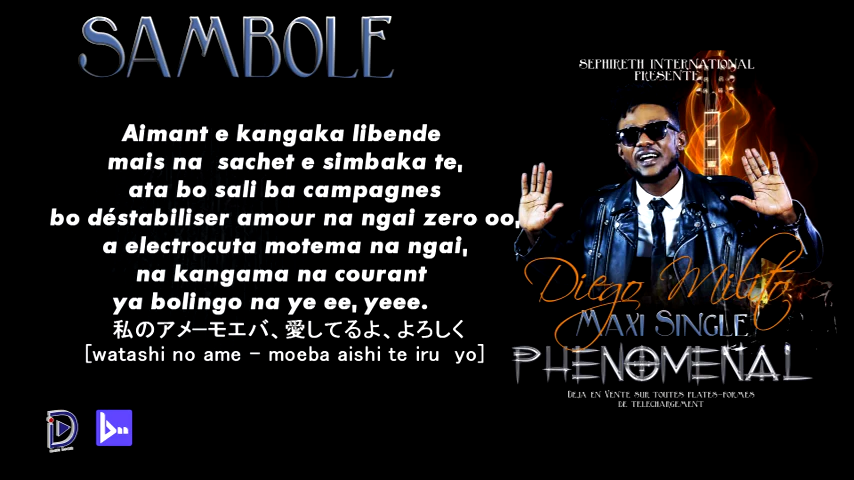 SAMBOLE
Aimant e kangaka libende
mais na sachet e simbaka te,
ata bo sali ba campagnes
bo déstabiliser amour na ngai zero oo,
a electrocuta motema na ngai,
na kangama na courant
ya bolingo na ye ee, yeee.
私のアメーモエバ、愛してるよ、よろしく
[watashi no ame - moeba aishi te iru yo]
SEPHIRETH INTERNATIONAL
PRESENTE
Diego Milito
MAXI SINGLE
PHENOMENAL
DEJA EN VENTE SUR TOUTES PLATES-FORMES
DE TELECHARGEMENT